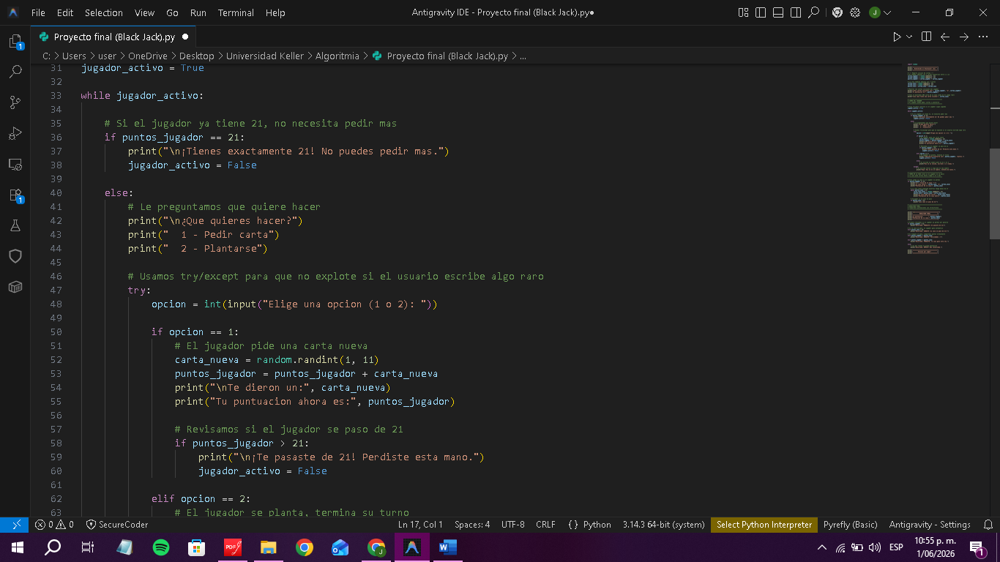 File Edit Selection View Go Run Terminal Help Antigravity IDE - Proyecto final (Black Jack).py● J
1 Proyecto final (Black Jack).py ●
C: > Users > user > OneDrive > Desktop > Universidad Keller > Algoritmia > Proyecto final (Black Jack).py > ...
31 jugador_activo = True
32
33 while jugador_activo:
34
35 # Si el jugador ya tiene 21, no necesita pedir mas
36 if puntos_jugador == 21:
37 print("\n¡Tienes exactamente 21! No puedes pedir mas.")
38 jugador_activo = False
39
40 else:
41 # Le preguntamos que quiere hacer
42 print("\n¿Que quieres hacer?")
43 print("  1 - Pedir carta")
44 print("  2 - Plantarse")
45
46 # Usamos try/except para que no explote si el usuario escribe algo raro
47 try:
48 opcion = int(input("Elige una opcion (1 o 2): "))
49
50 if opcion == 1:
51 # El jugador pide una carta nueva
52 carta_nueva = random.randint(1, 11)
53 puntos_jugador = puntos_jugador + carta_nueva
54 print("\nTe dieron un:", carta_nueva)
55 print("Tu puntuacion ahora es:", puntos_jugador)
56
57 # Revisamos si el jugador se paso de 21
58 if puntos_jugador > 21:
59 print("\n¡Te pasaste de 21! Perdiste esta mano.")
60 jugador_activo = False
61
62 elif opcion == 2:
63 # El jugador se planta, termina su turno
1
0 0 SecureCoder Ln 17, Col 1 Spaces: 4 UTF-8 CRLF {} Python 3.14.3 64-bit (system) Select Python Interpreter Pyrefly (Basic) Antigravity - Settings
PDF J W ESP 10:55 p. m.
1/06/2026 1